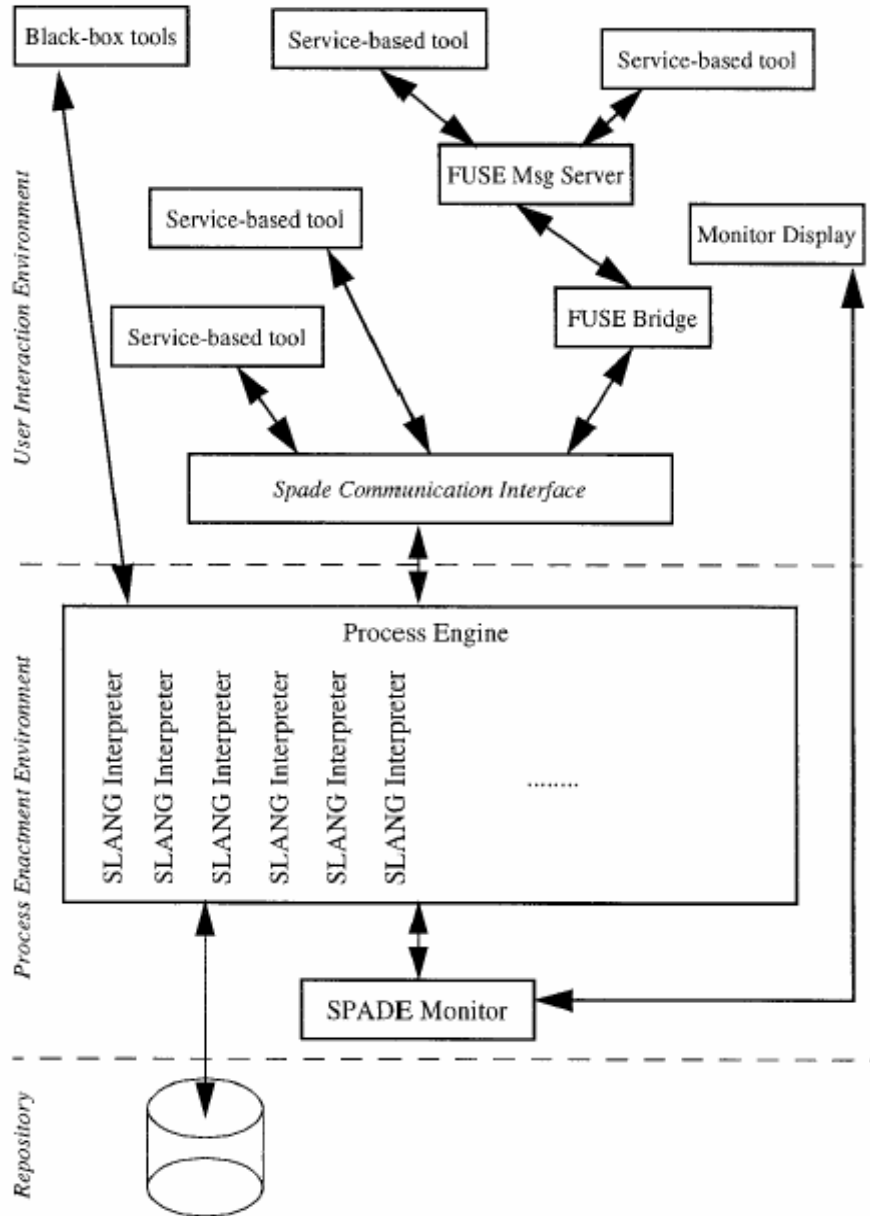 Black-box tools
Service-based tool
Service-based tool
FUSE Msg Server
Service-based tool
Monitor Display
Service-based tool
FUSE Bridge
User Interaction Environment
Spade Communication Interface
Process Engine
SLANG Interpreter
SLANG Interpreter
SLANG Interpreter
SLANG Interpreter
SLANG Interpreter
SLANG Interpreter
........
Process Enactment Environment
SPADE Monitor
Repository